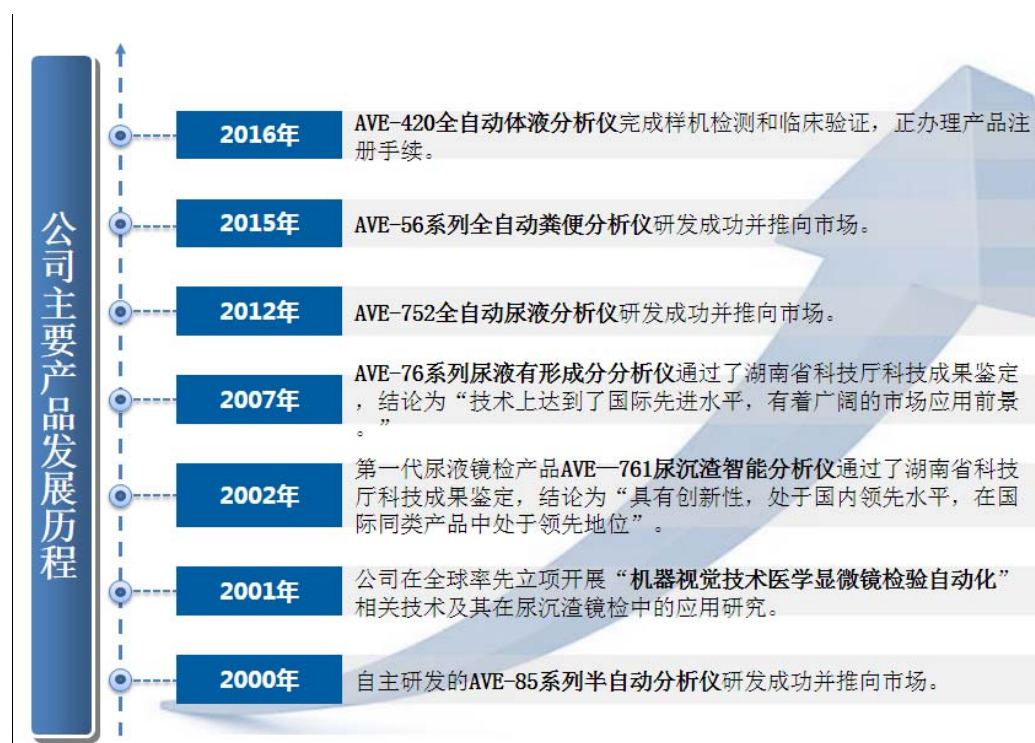 公司主要产品发展历程
2016年
AVE-420全自动体液分析仪完成样机检测和临床验证，正办理产品注
册手续。
2015年
AVE-56系列全自动粪便分析仪研发成功并推向市场。
2012年
AVE-752全自动尿液分析仪研发成功并推向市场。
2007年
AVE-76系列尿液有形成分分析仪通过了湖南省科技厅科技成果鉴定
，结论为“技术上达到了国际先进水平，有着广阔的市场应用前景
。”
2002年
第一代尿液镜检产品AVE—761尿沉渣智能分析仪通过了湖南省科技
厅科技成果鉴定，结论为“具有创新性，处于国内领先水平，在国
际同类产品中处于领先地位”。
2001年
公司在全球率先立项开展“机器视觉技术医学显微镜检验自动化”
相关技术及其在尿沉渣镜检中的应用研究。
2000年
自主研发的AVE-85系列半自动分析仪研发成功并推向市场。